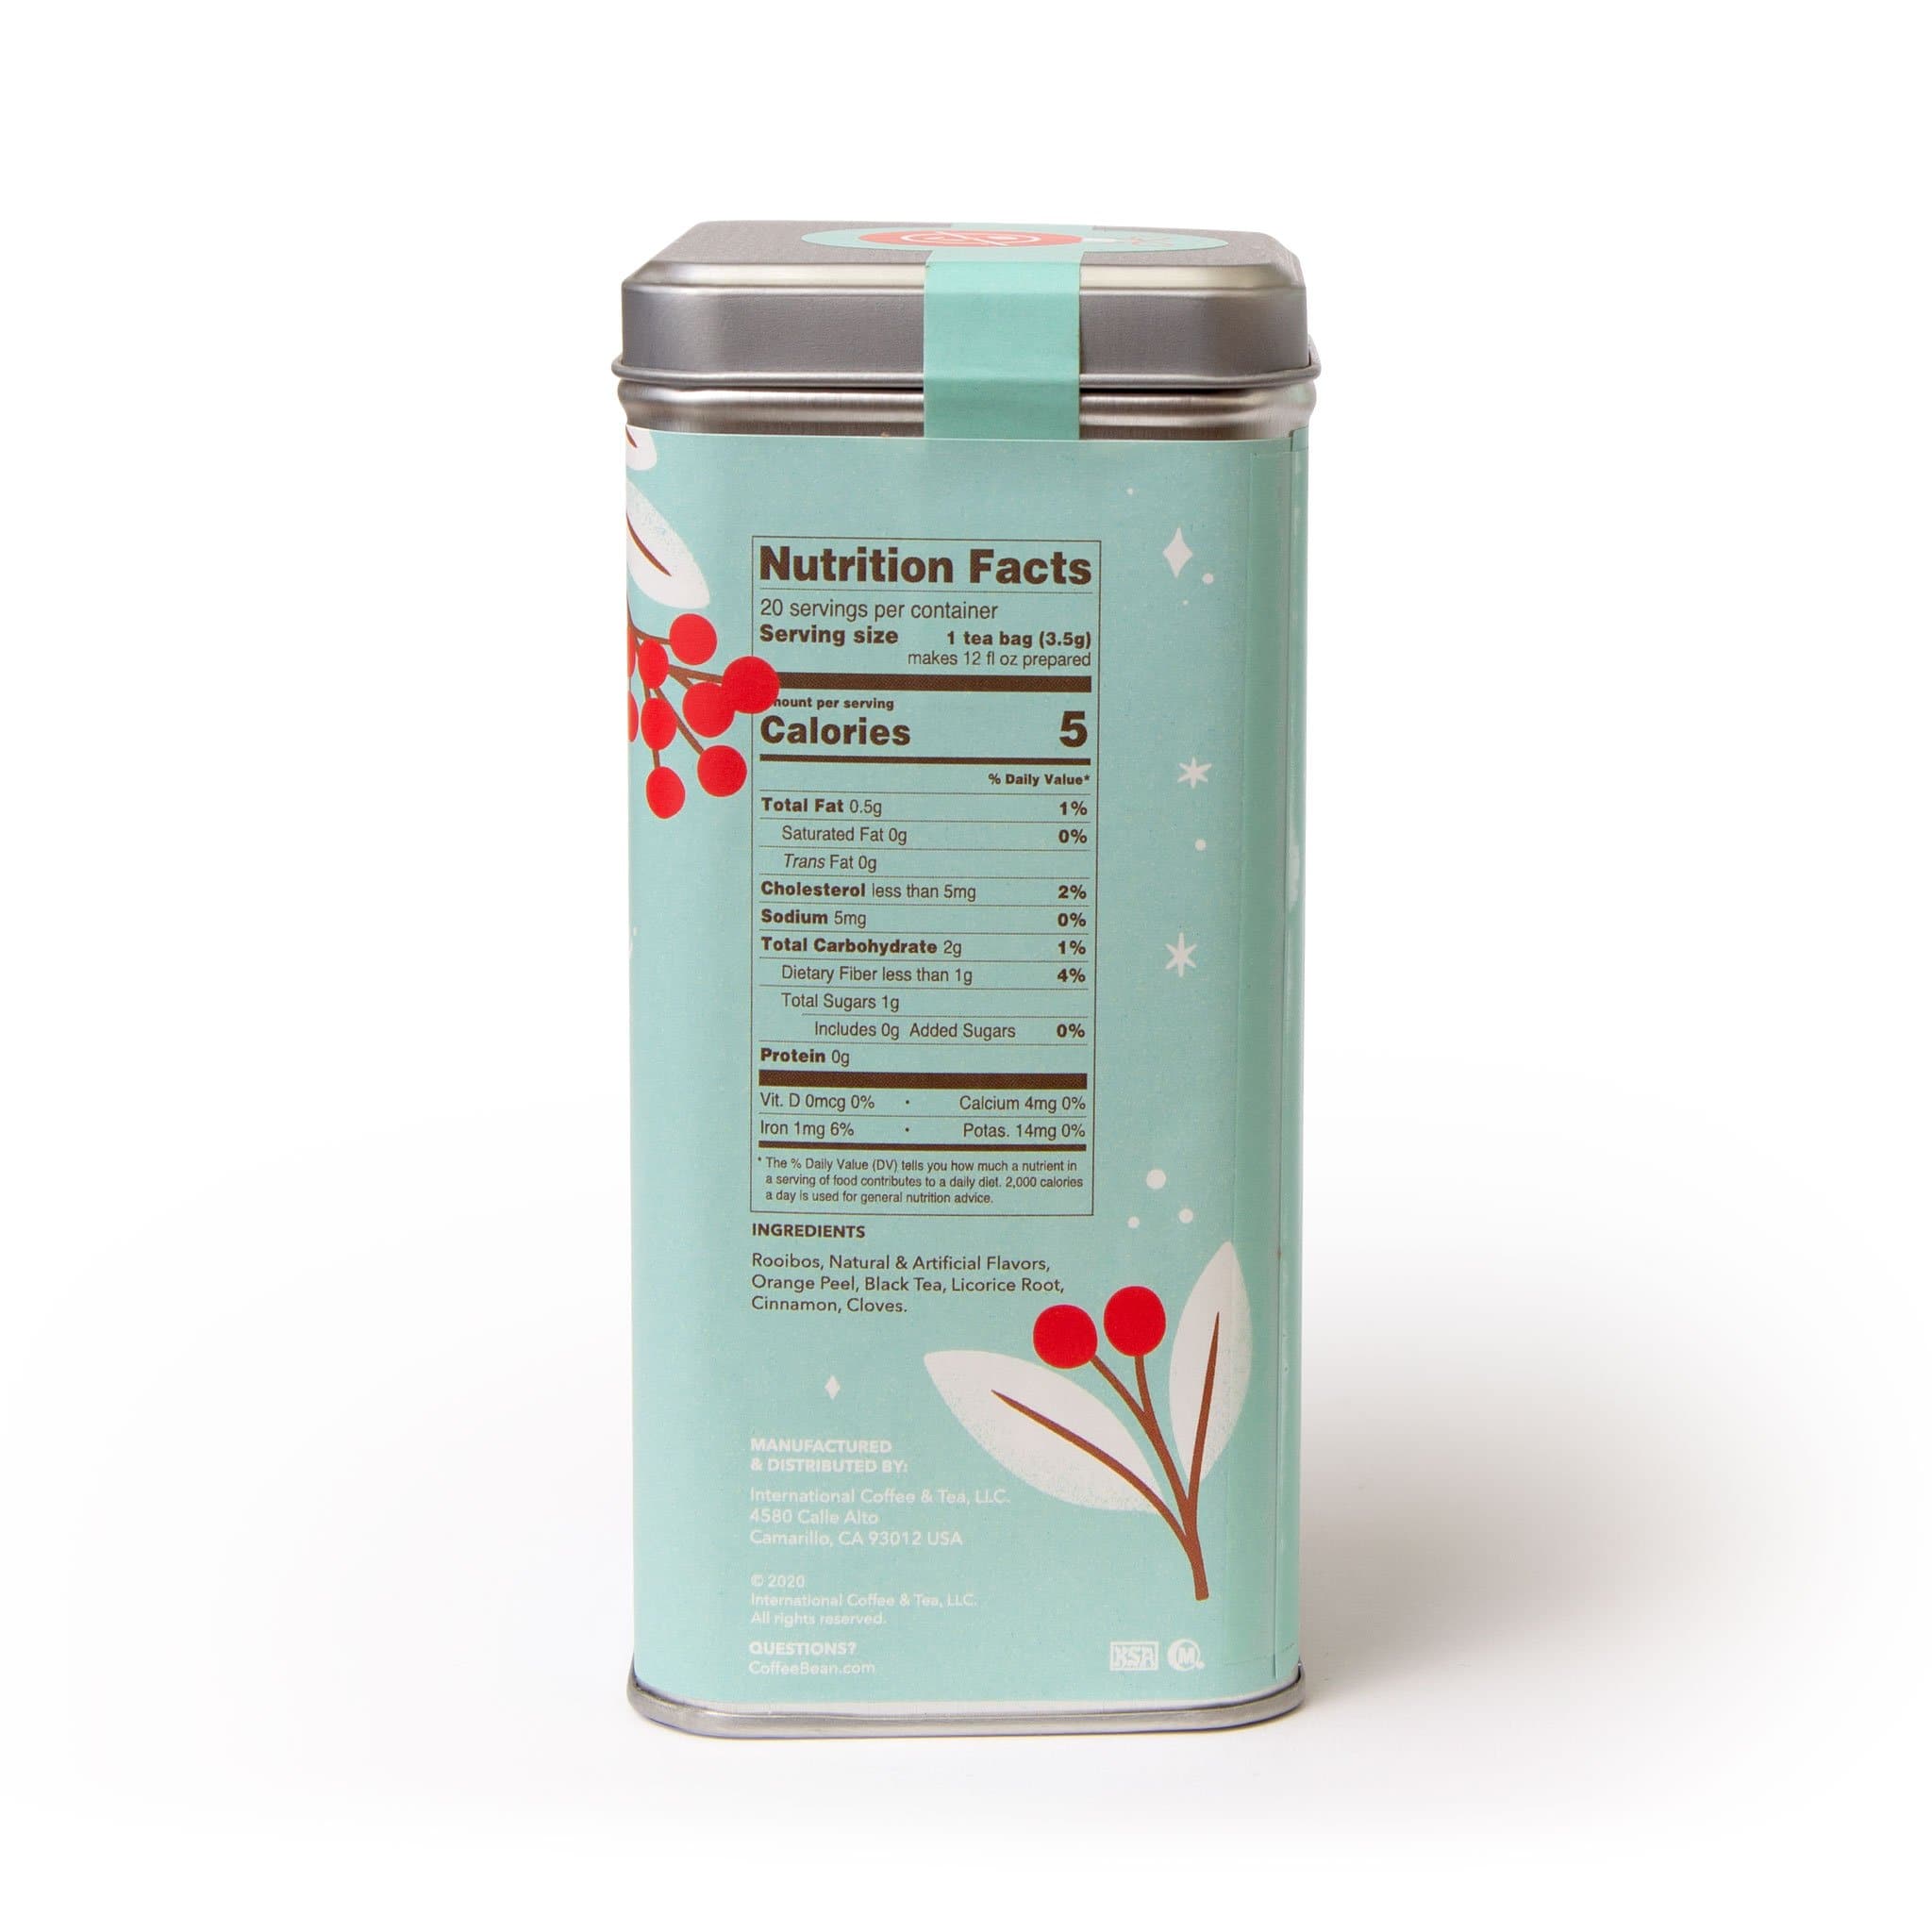 Nutrition Facts
20 servings per container
Serving size 1 tea bag (3.5g)
makes 12 fl oz prepared
per serving
Calories 5
% Daily Value*
Total Fat 0.5g 1%
Saturated Fat 0g 0%
Trans Fat 0g
Cholesterol less than 5mg 2%
Sodium 5mg 0%
Total Carbohydrate 2g 1%
Dietary Fiber less than 1g 4%
Total Sugars 1g
Includes 0g Added Sugars 0%
Protein 0g
Vit. D 0mcg 0% • Calcium 4mg 0%
Iron 1mg 6% • Potas. 14mg 0%
* The % Daily Value (DV) tells you how much a nutrient in
a serving of food contributes to a daily diet. 2,000 calories
a day is used for general nutrition advice.
INGREDIENTS
Rooibos, Natural & Artificial Flavors,
Orange Peel, Black Tea, Licorice Root,
Cinnamon, Cloves.
MANUFACTURED
& DISTRIBUTED BY:
International Coffee & Tea, LLC.
4580 Calle Alto
Camarillo, CA 93012 USA
© 2020
International Coffee & Tea, LLC.
All rights reserved.
QUESTIONS?
CoffeeBean.com
KSA M